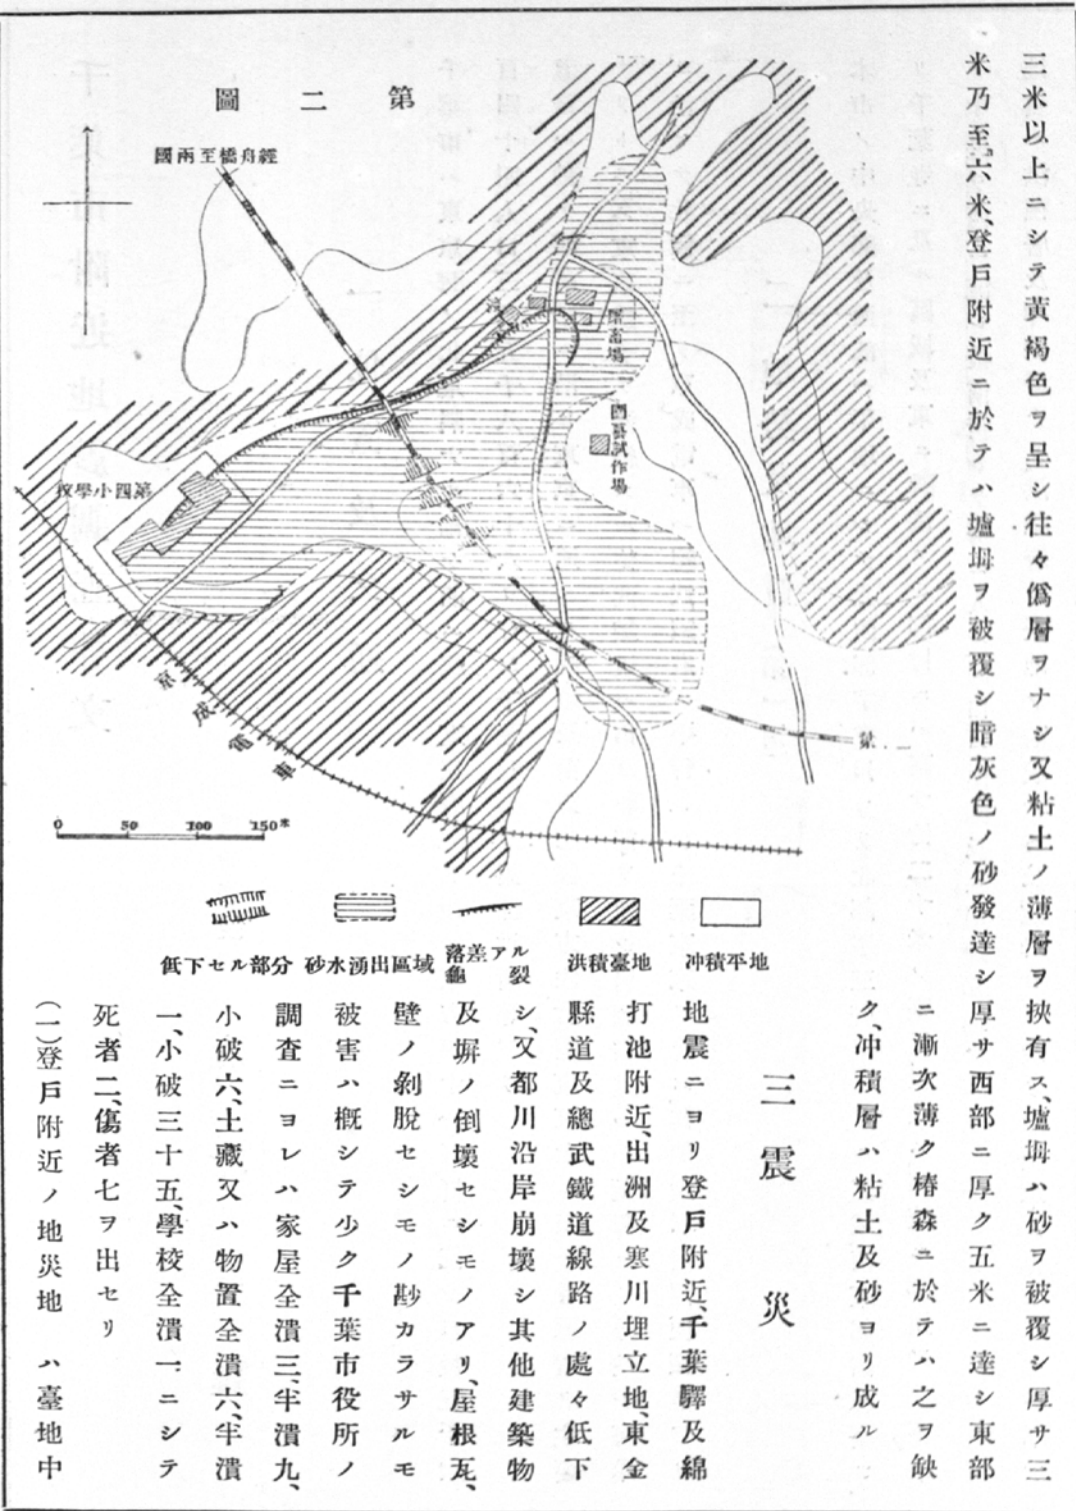 三米以上ニシテ黃褐色ヲ呈シ往々僞層ヲナシ又粘土ノ薄層ヲ挾有ス、壚坶ハ砂ヲ被覆シ厚サ三
米乃至六米、登戶附近ニ於テハ壚坶ヲ被覆シ暗灰色ノ砂發達シ厚サ西部ニ厚ク五米ニ達シ東部
ニ漸次薄ク椿森ニ於テハ之ヲ缺
ク、冲積層ハ粘土及砂ヨリ成ル
三震災
地震ニヨリ登戶附近、千葉驛及綿
打池附近、出洲及寒川埋立地、東金
縣道及總武鐵道線路ノ處々低下
シ、又都川沿岸崩壞シ其他建築物
及塀ノ倒壞セシモノアリ、屋根瓦、
壁ノ剝脫セシモノ尠カラサルモ
被害ハ槪シテ少ク千葉市役所ノ
調查ニヨレハ家屋全潰三、半潰九、
小破六、土藏又ハ物置全潰六、半潰
一、小破三十五、學校全潰一ニシテ
死者二、傷者七ヲ出セリ
(一)登戶附近ノ地災地 ハ臺地中
圖二第
國兩至橋舟經
屠畜場
園藝試作場
校學小四第
京成電車
0 50 100 150米
冲積平地
洪積臺地
落差アル龜裂
砂水湧出區域
低下セル部分